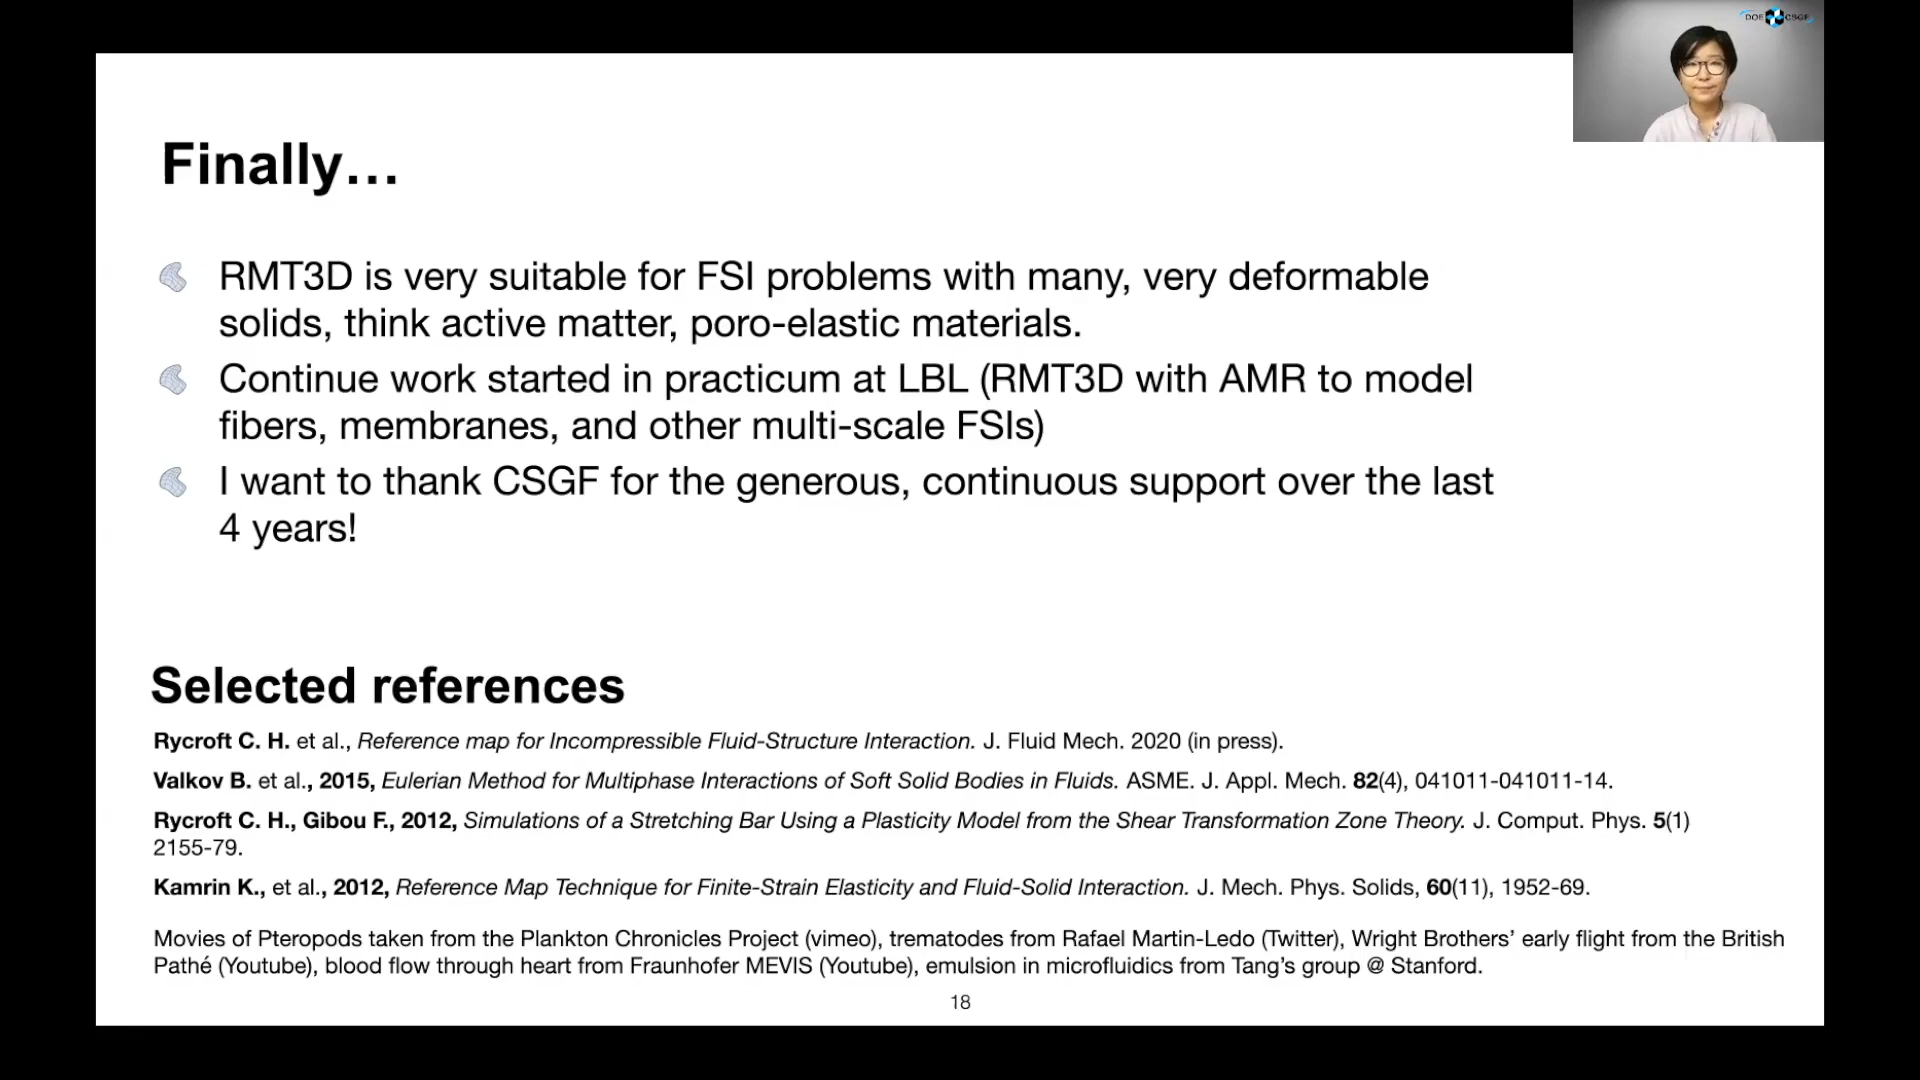 DOE CSGF
Finally…
RMT3D is very suitable for FSI problems with many, very deformable
solids, think active matter, poro-elastic materials.
Continue work started in practicum at LBL (RMT3D with AMR to model
fibers, membranes, and other multi-scale FSIs)
I want to thank CSGF for the generous, continuous support over the last
4 years!
Selected references
Rycroft C. H. et al., Reference map for Incompressible Fluid-Structure Interaction. J. Fluid Mech. 2020 (in press).
Valkov B. et al., 2015, Eulerian Method for Multiphase Interactions of Soft Solid Bodies in Fluids. ASME. J. Appl. Mech. 82(4), 041011-041011-14.
Rycroft C. H., Gibou F., 2012, Simulations of a Stretching Bar Using a Plasticity Model from the Shear Transformation Zone Theory. J. Comput. Phys. 5(1)
2155-79.
Kamrin K., et al., 2012, Reference Map Technique for Finite-Strain Elasticity and Fluid-Solid Interaction. J. Mech. Phys. Solids, 60(11), 1952-69.
Movies of Pteropods taken from the Plankton Chronicles Project (vimeo), trematodes from Rafael Martin-Ledo (Twitter), Wright Brothers’ early flight from the British
Pathé (Youtube), blood flow through heart from Fraunhofer MEVIS (Youtube), emulsion in microfluidics from Tang’s group @ Stanford.
18